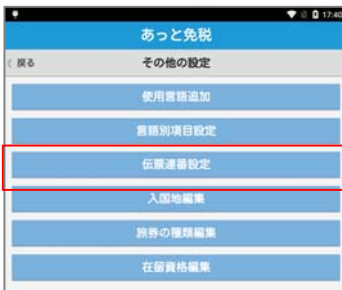 17:40
あっと免税
戻る
その他の設定
使用言語追加
言語別項目設定
伝票連番設定
入国地編集
旅券の種類編集
在留資格編集